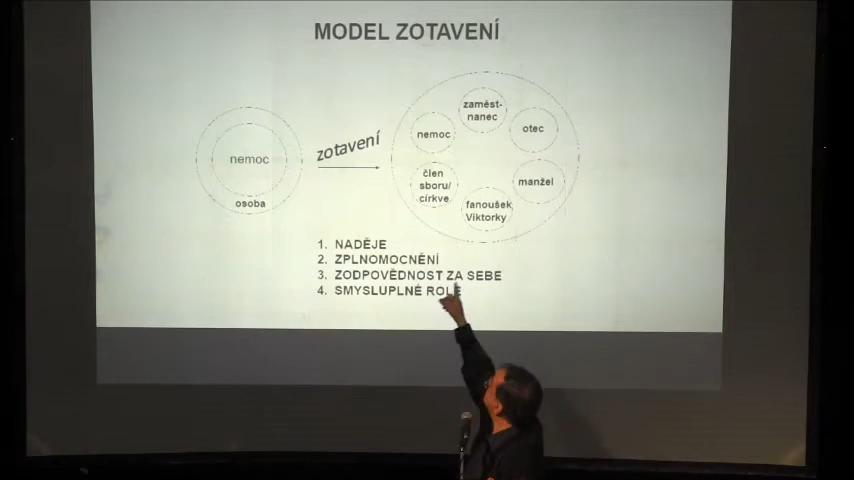 MODEL ZOTAVENÍ
nemoc
osoba
zotavení
zaměst-
nanec
nemoc
otec
člen
sboru/
církve
manžel
fanoušek
Viktorky
1. NADĚJE
2. ZPLNOMOCNĚNÍ
3. ZODPOVĚDNOST ZA SEBE
4. SMYSLUPLNÉ ROLE